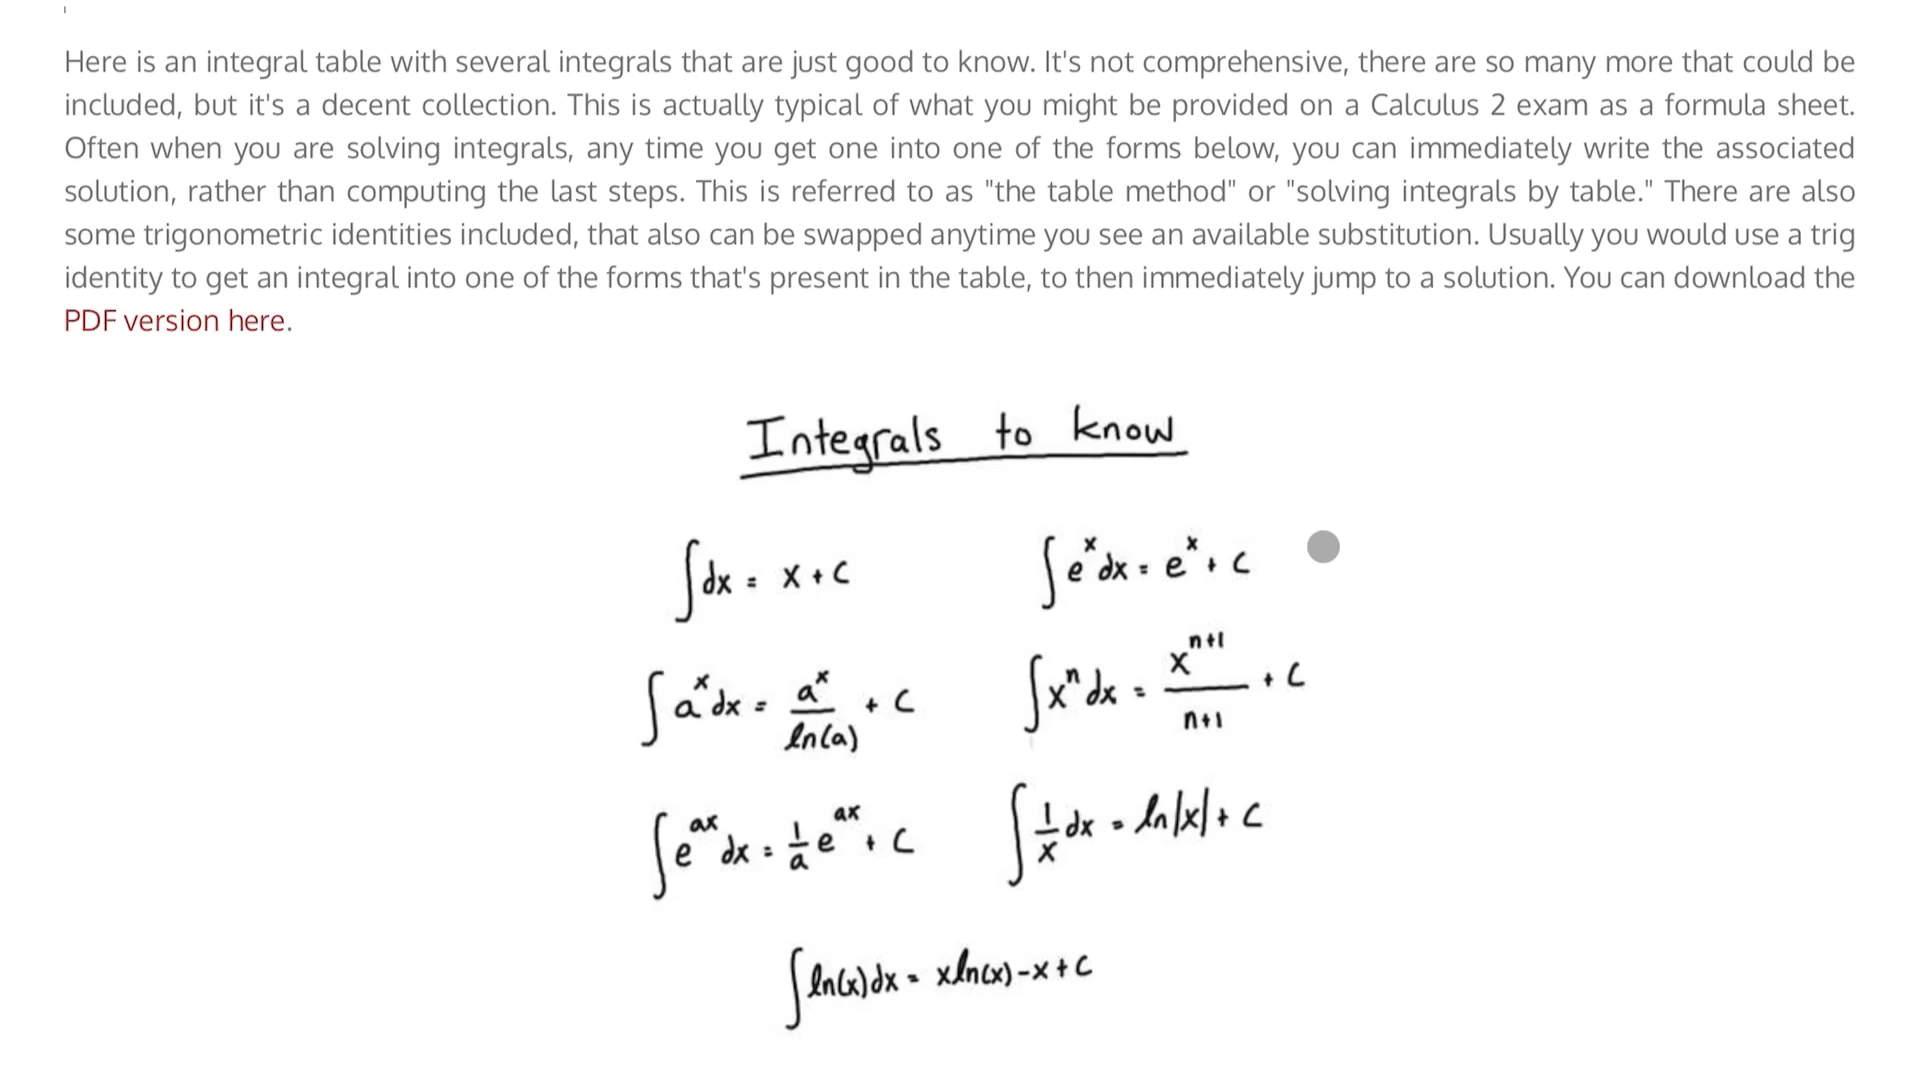 Here is an integral table with several integrals that are just good to know. It's not comprehensive, there are so many more that could be
included, but it's a decent collection. This is actually typical of what you might be provided on a Calculus 2 exam as a formula sheet.
Often when you are solving integrals, any time you get one into one of the forms below, you can immediately write the associated
solution, rather than computing the last steps. This is referred to as "the table method" or "solving integrals by table." There are also
some trigonometric identities included, that also can be swapped anytime you see an available substitution. Usually you would use a trig
identity to get an integral into one of the forms that's present in the table, to then immediately jump to a solution. You can download the
PDF version here.
Integrals to know
∫dx = x + C
∫e^x dx = e^x + C
∫a^x dx = a^x/ln(a) + C
∫x^n dx = x^(n+1)/(n+1) + C
∫e^(ax) dx = 1/a e^(ax) + C
∫1/x dx = ln|x| + C
∫ln(x)dx = xln(x)-x+C